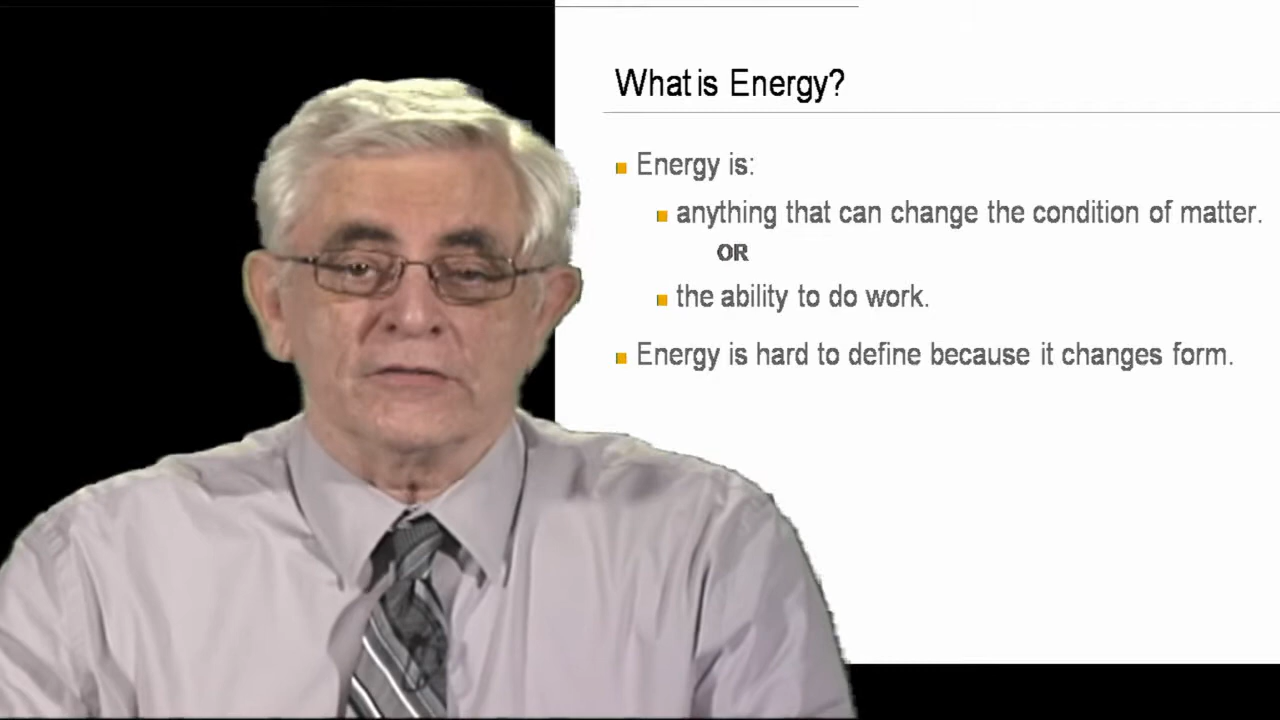 What is Energy?
Energy is:
anything that can change the condition of matter.
OR
the ability to do work.
Energy is hard to define because it changes form.